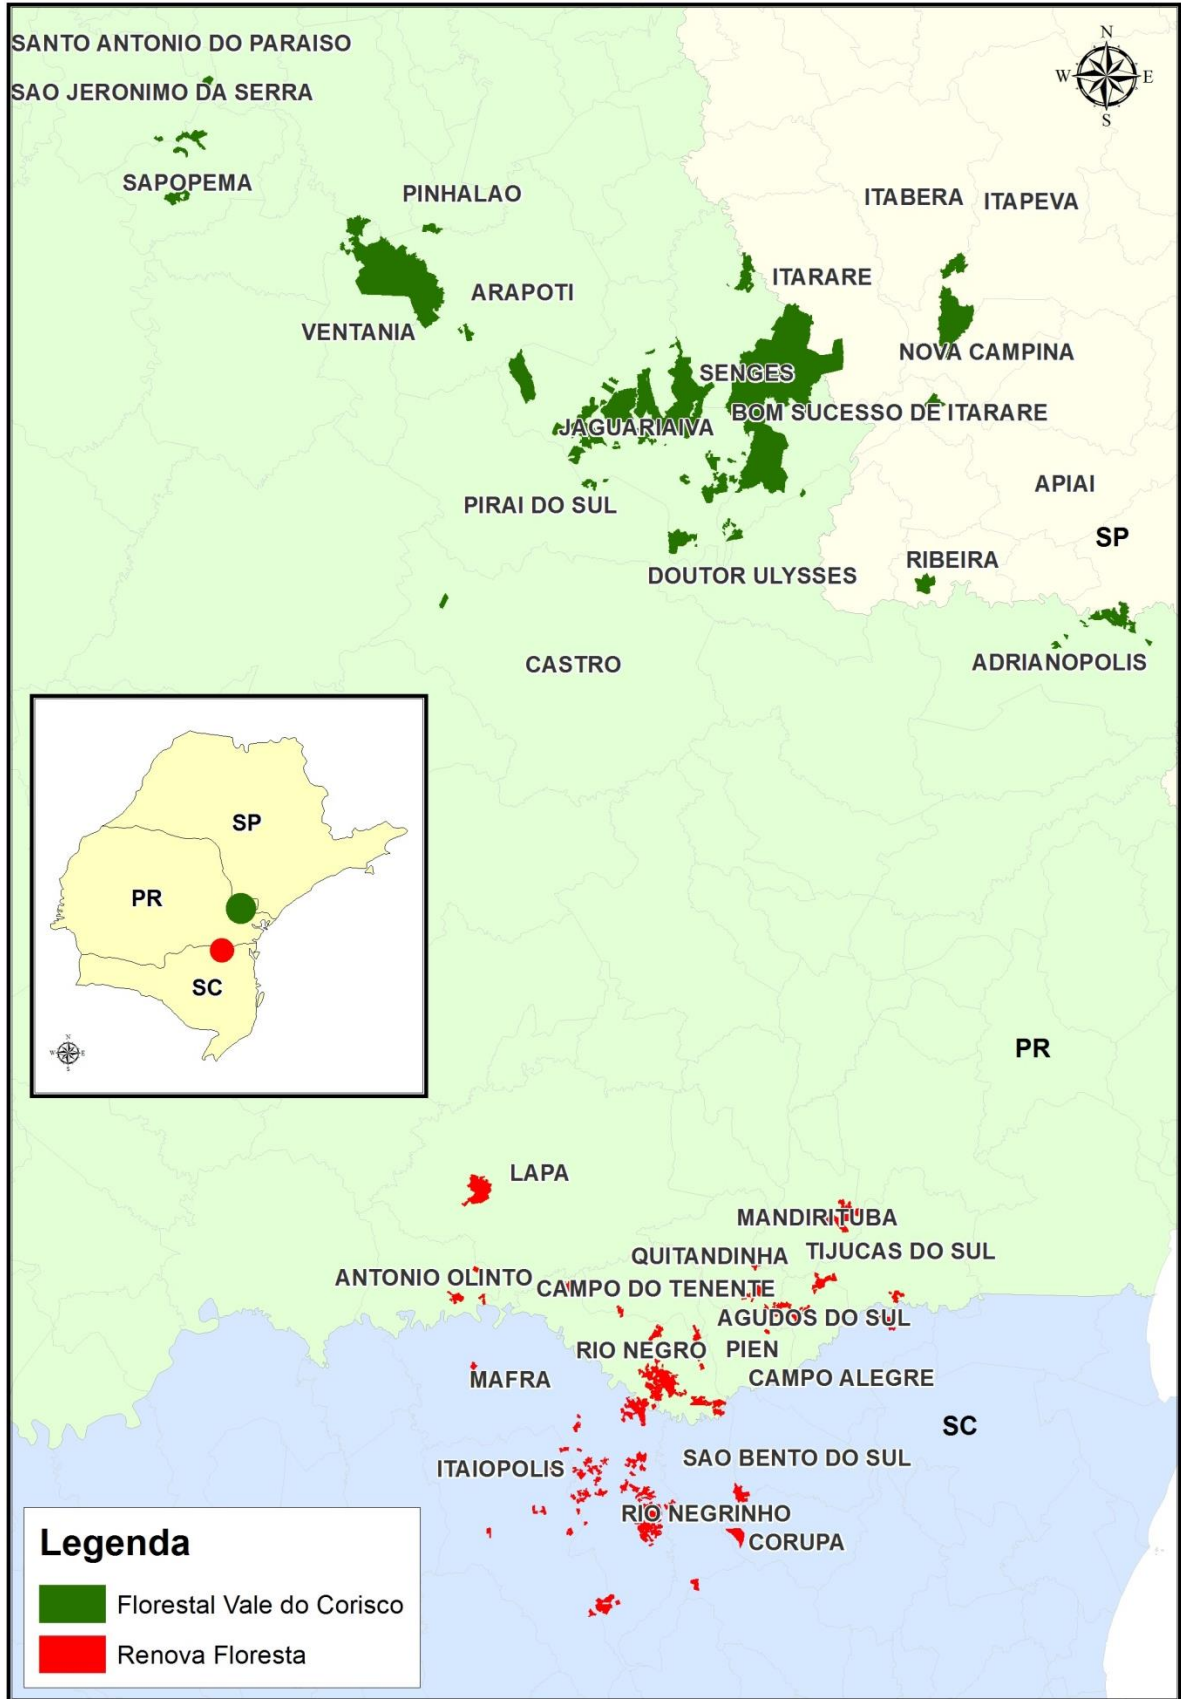 SANTO ANTONIO DO PARAISO
SAO JERONIMO DA SERRA
SAPOPEMA
PINHALAO
ITABERA
ITAPEVA
ITARARE
ARAPOTI
VENTANIA
NOVA CAMPINA
SENGES
BOM SUCESSO DE ITARARE
JAGUARIAIVA
APIAI
PIRAI DO SUL
SP
RIBEIRA
DOUTOR ULYSSES
CASTRO
ADRIANOPOLIS
N
W
E
S
SP
PR
SC
N
W
E
S
PR
LAPA
MANDIRITUBA
QUITANDINHA
TIJUCAS DO SUL
ANTONIO OLINTO
CAMPO DO TENENTE
AGUDOS DO SUL
RIO NEGRO
PIEN
MAFRA
CAMPO ALEGRE
SC
SAO BENTO DO SUL
ITAIOPOLIS
RIO NEGRINHO
CORUPA
Legenda
Florestal Vale do Corisco
Renova Floresta